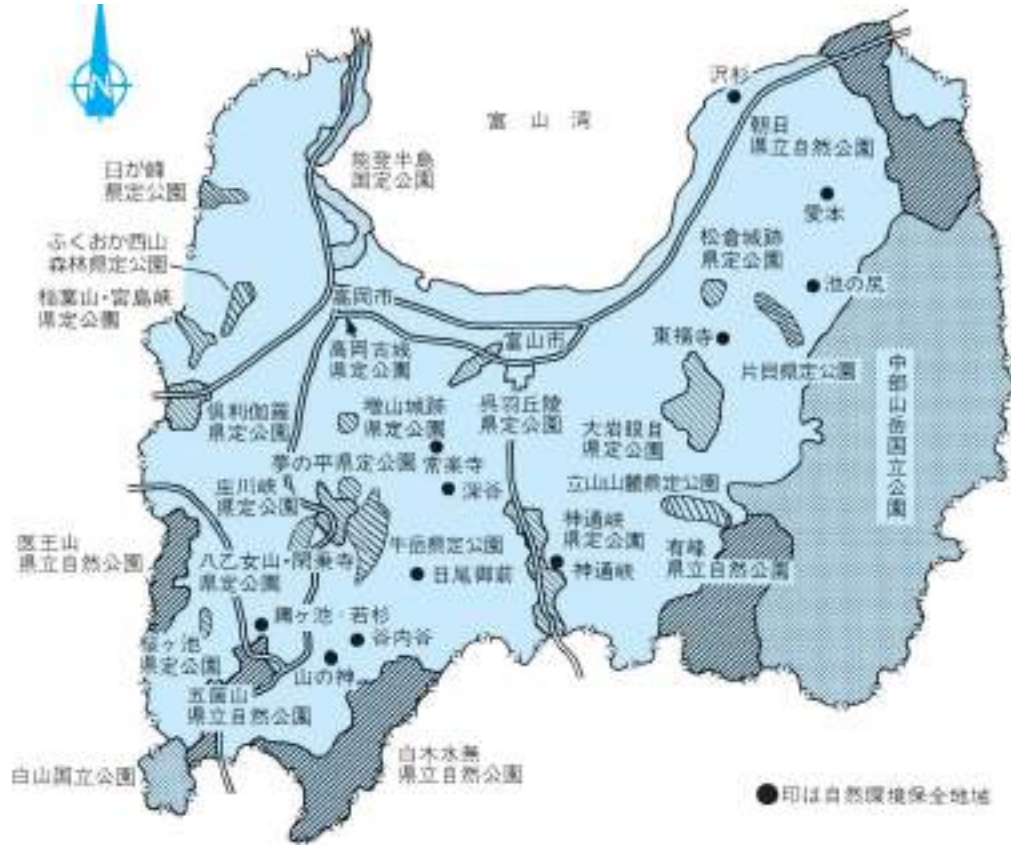 N
沢杉
富山湾
朝日
県立自然公園
能登半島
国定公園
日が峰
県定公園
愛本
松倉城跡
県定公園
ふくおか西山
森林県定公園
池の尻
稲葉山・宮島峡
県定公園
高岡市
富山市
東福寺
高岡古城
県定公園
片貝県定公園
中部山岳国立公園
倶利伽羅
県定公園
増山城跡
県定公園
呉羽丘陵
県定公園
大岩眼目
県定公園
夢の平県定公園
常楽寺
深谷
庄川峡
県定公園
立山山麓県定公園
神通峡
県定公園
医王山
県立自然公園
牛岳県定公園
有峰
県立自然公園
八乙女山・閑乗寺
県定公園
日尾御前
神通峡
縄ヶ池・若杉
谷内谷
桜ヶ池
県定公園
山の神
五箇山
県立自然公園
白木水無
県立自然公園
白山国立公園
●印は自然環境保全地域